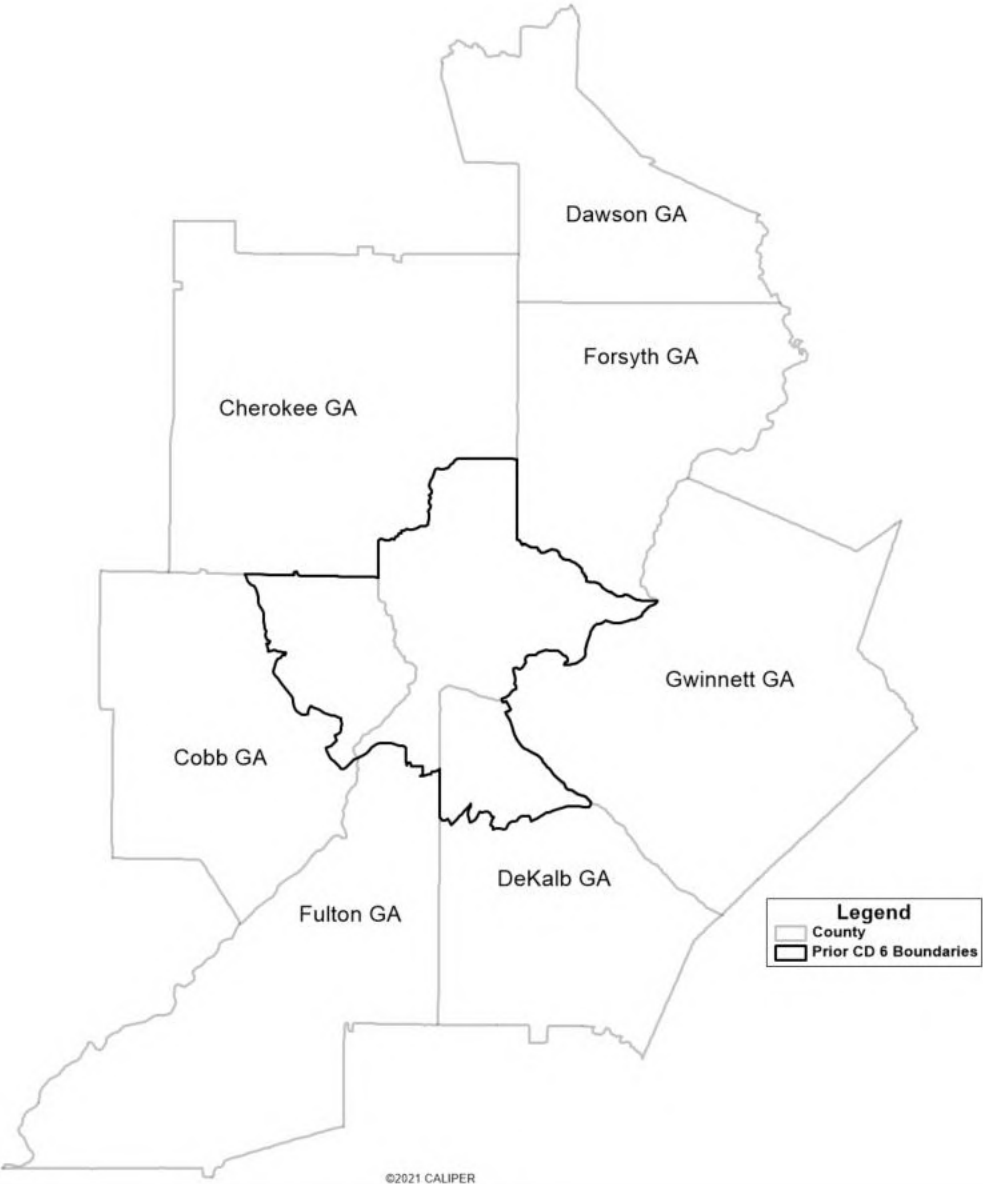 Dawson GA
Forsyth GA
Cherokee GA
Gwinnett GA
Cobb GA
DeKalb GA
Fulton GA
Legend
County
Prior CD 6 Boundaries
©2021 CALIPER